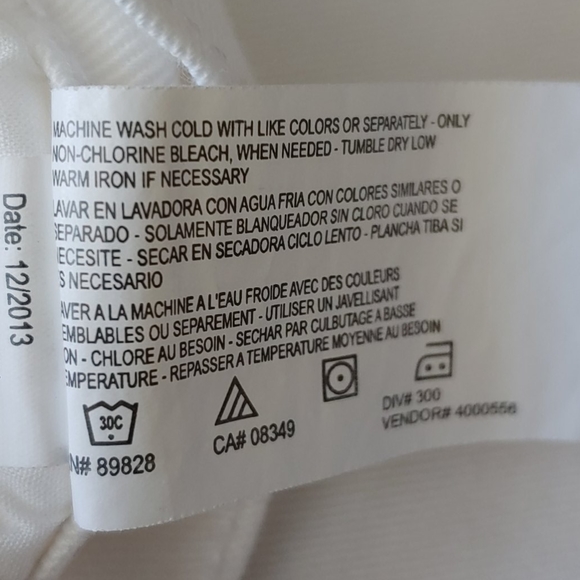 MACHINE WASH COLD WITH LIKE COLORS OR SEPARATELY - ONLY
NON-CHLORINE BLEACH, WHEN NEEDED - TUMBLE DRY LOW
WARM IRON IF NECESSARY
LAVAR EN LAVADORA CON AGUA FRIA CON COLORES SIMILARES O
SEPARADO - SOLAMENTE BLANQUEADOR SIN CLORO CUANDO SE
NECESITE - SECAR EN SECADORA CICLO LENTO - PLANCHA TIBA SI
ES NECESARIO
LAVER A LA MACHINE A L'EAU FROIDE AVEC DES COULEURS
SEMBLABLES OU SEPAREMENT - UTILISER UN JAVELLISANT
NON - CHLORE AU BESOIN - SECHAR PAR CULBUTAGE A BASSE
TEMPERATURE - REPASSER A TEMPERATURE MOYENNE AU BESOIN
30C
N# 89828
CA# 08349
DIV# 300
VENDOR# 4000556
Date: 12/2013